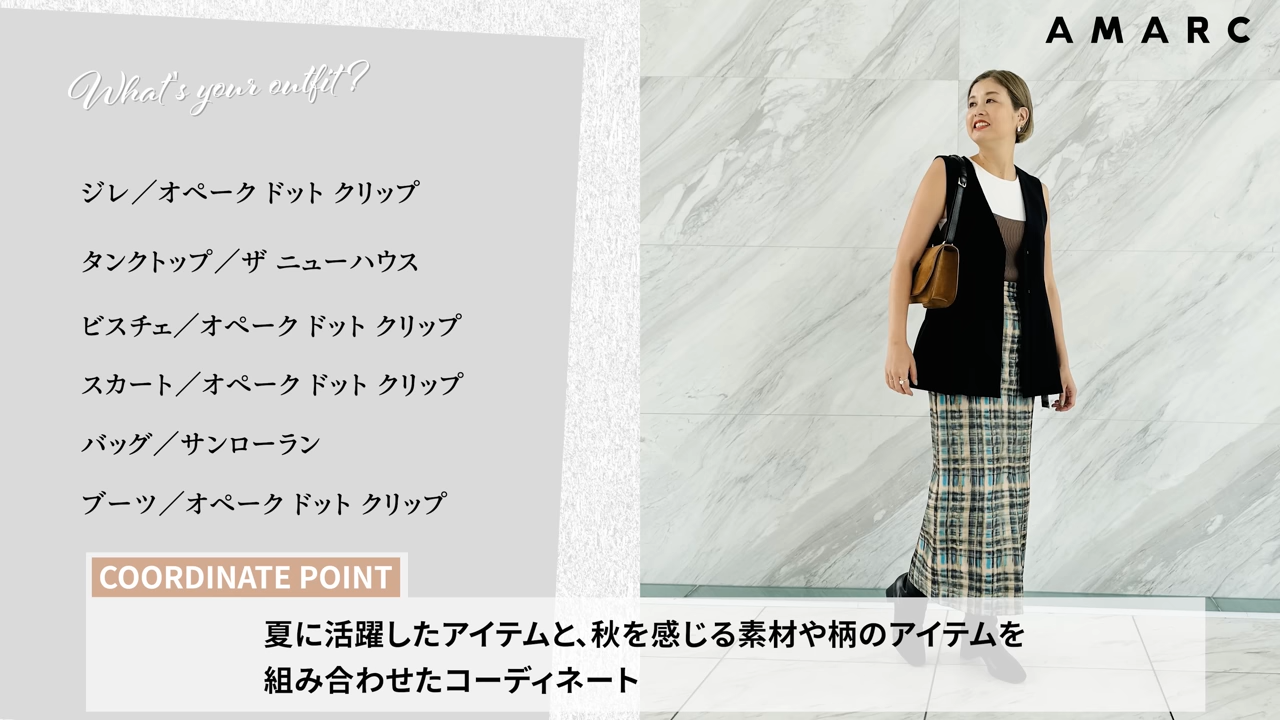 AMARC
What's your outfit?
ジレ／オペーク ドット クリップ
タンクトップ／ザ ニューハウス
ビスチェ／オペーク ドット クリップ
スカート／オペーク ドット クリップ
バッグ／サンローラン
ブーツ／オペーク ドット クリップ
COORDINATE POINT
夏に活躍したアイテムと、秋を感じる素材や柄のアイテムを
組み合わせたコーディネート